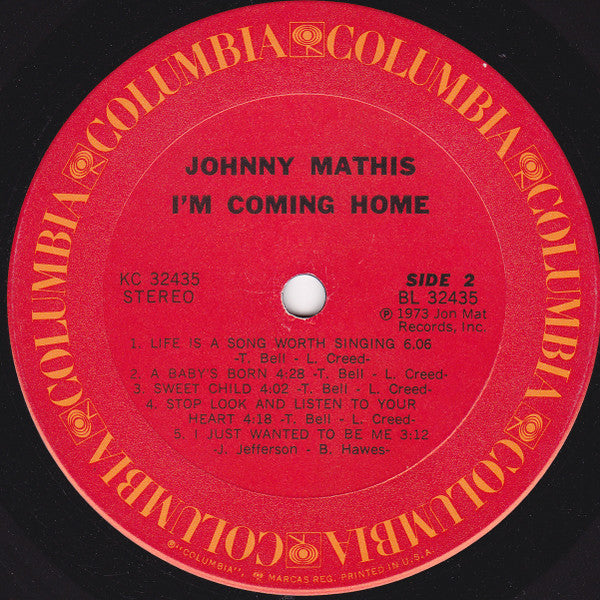 COLUMBIA COLUMBIA COLUMBIA COLUMBIA COLUMBIA COLUMBIA
JOHNNY MATHIS
I'M COMING HOME
KC 32435
STEREO
SIDE 2
BL 32435
℗ 1973 Jon Mat
Records, Inc.
1. LIFE IS A SONG WORTH SINGING 6.06
-T. Bell - L. Creed-
2. A BABY'S BORN 4:28 -T. Bell - L. Creed-
3. SWEET CHILD 4:02 -T. Bell - L. Creed-
4. STOP LOOK AND LISTEN TO YOUR
HEART 4:18 -T. Bell - L. Creed-
5. I JUST WANTED TO BE ME 3:12
-J. Jefferson - B. Hawes-
"COLUMBIA", MARCAS REG. PRINTED IN U.S.A.